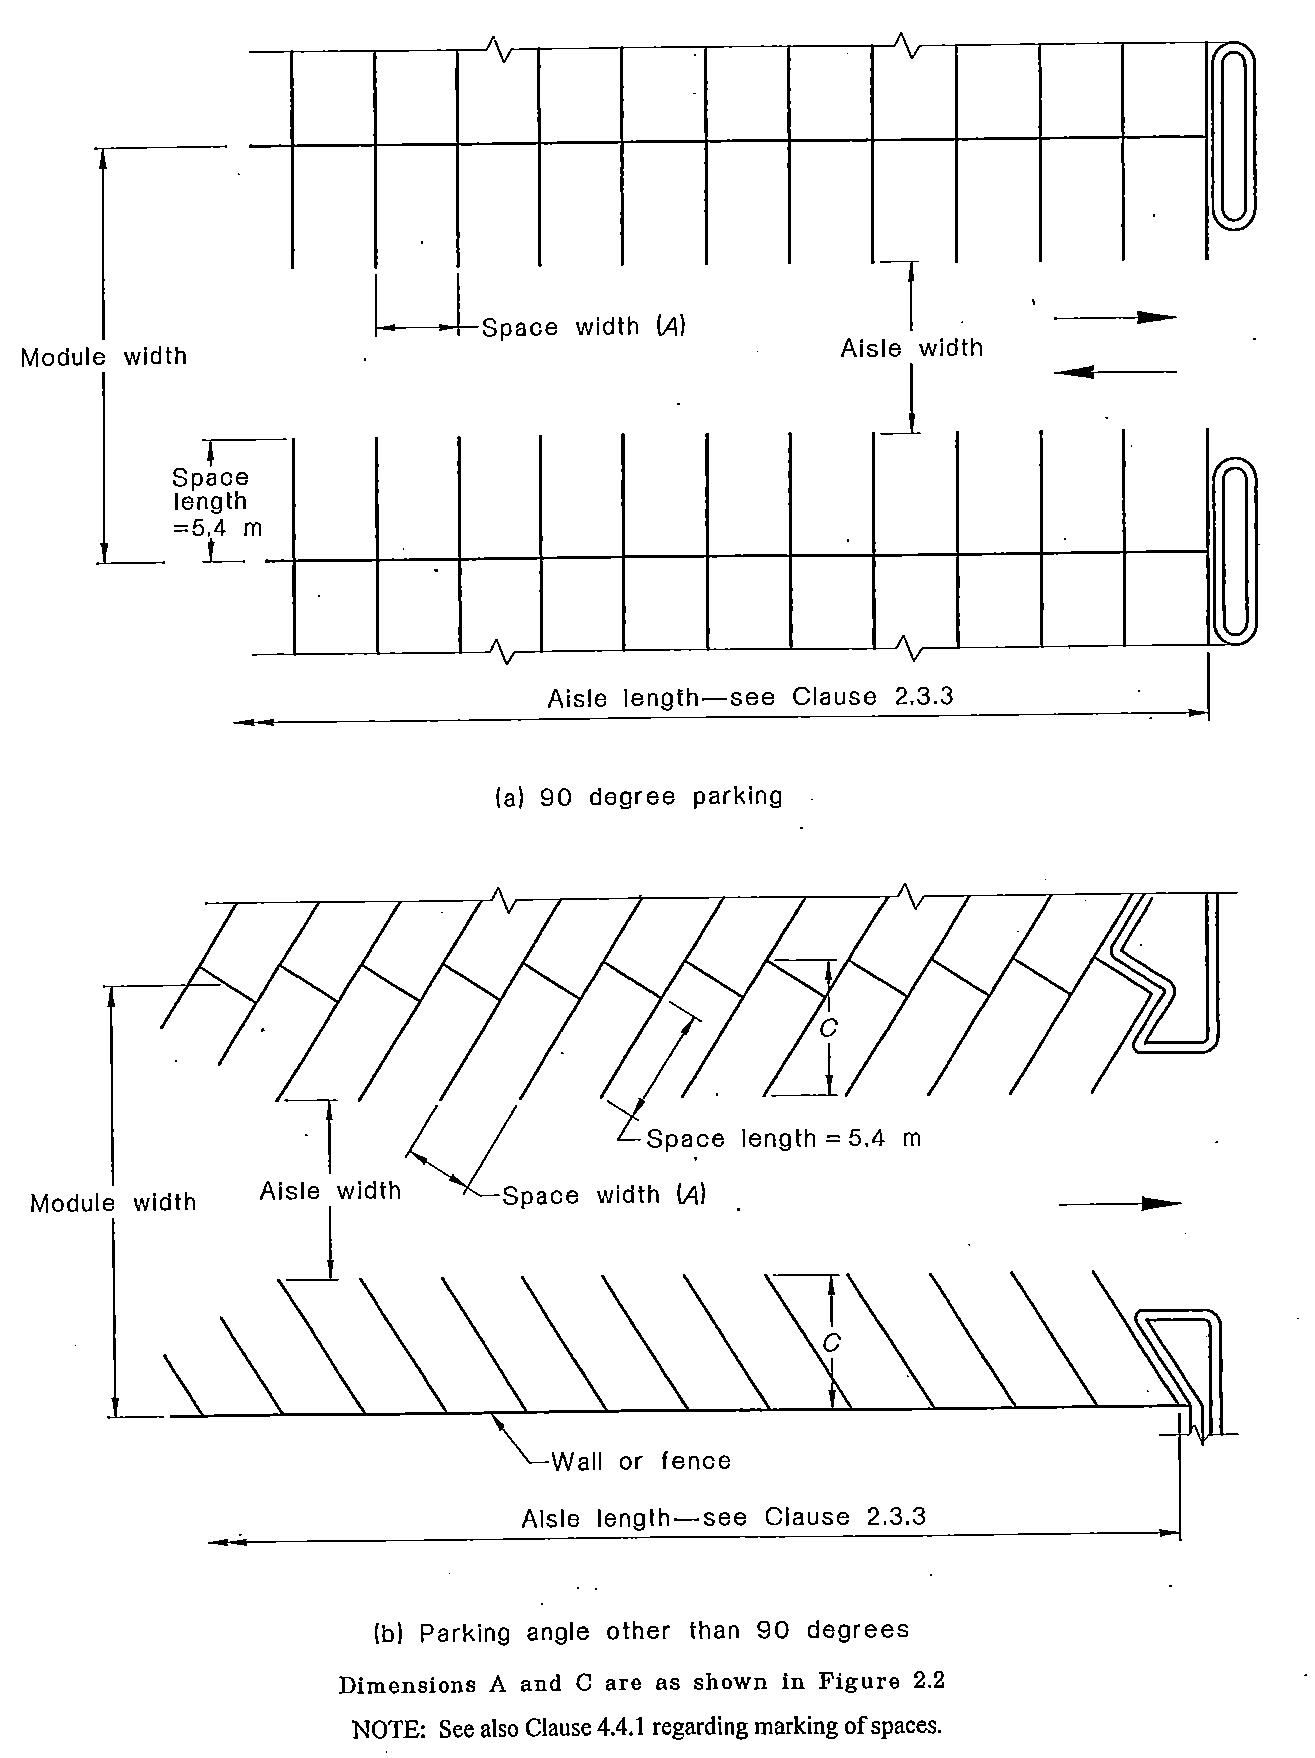 Space width (A)
Aisle width
Module width
Space
length
=5.4 m
Aisle length—see Clause 2.3.3
(a) 90 degree parking
C
Space length = 5.4 m
Aisle width
Space width (A)
Module width
C
Wall or fence
Aisle length—see Clause 2.3.3
(b) Parking angle other than 90 degrees
Dimensions A and C are as shown in Figure 2.2
NOTE: See also Clause 4.4.1 regarding marking of spaces.